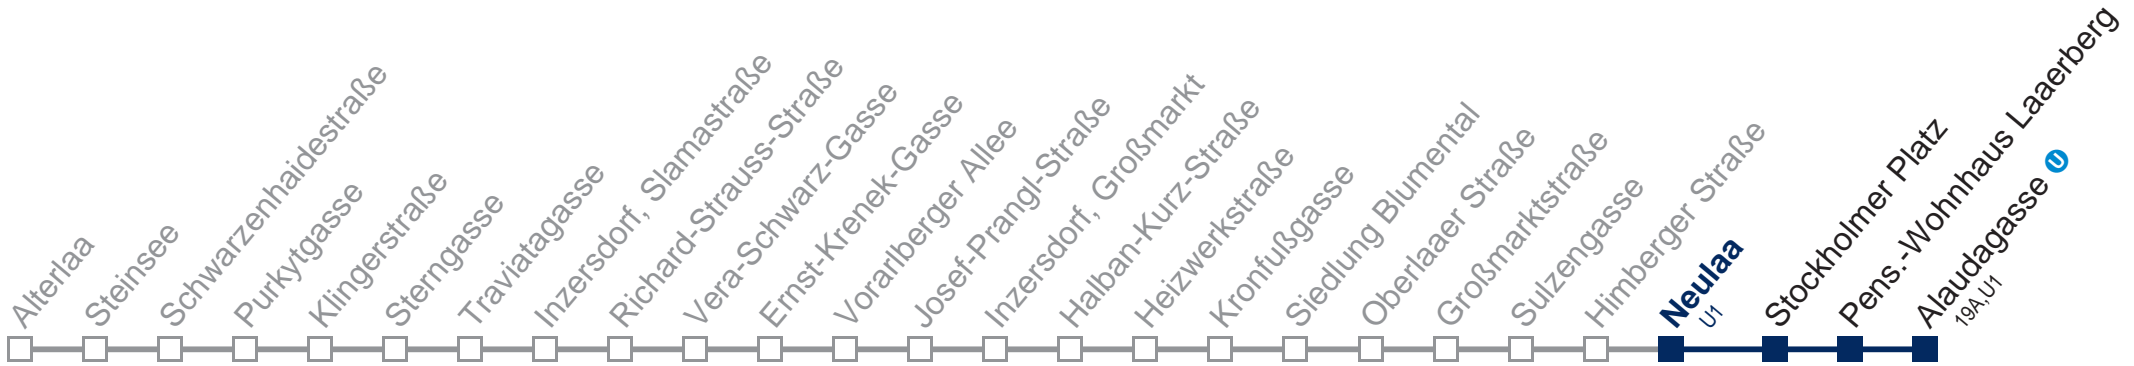 Alterlaa
Steinsee
Schwarzenhaidestraße
Purkytgasse
Klingerstraße
Sterngasse
Traviatagasse
Inzersdorf, Slamastraße
Richard-Strauss-Straße
Vera-Schwarz-Gasse
Ernst-Krenek-Gasse
Vorarlberger Allee
Josef-Prangl-Straße
Inzersdorf, Großmarkt
Halban-Kurz-Straße
Heizwerkstraße
Kronfußgasse
Siedlung Blumental
Oberlaaer Straße
Großmarktstraße
Sulzengasse
Himberger Straße
Neulaa
U1
Stockholmer Platz
Pens.-Wohnhaus Laaerberg
Alaudagasse U
19A,U1